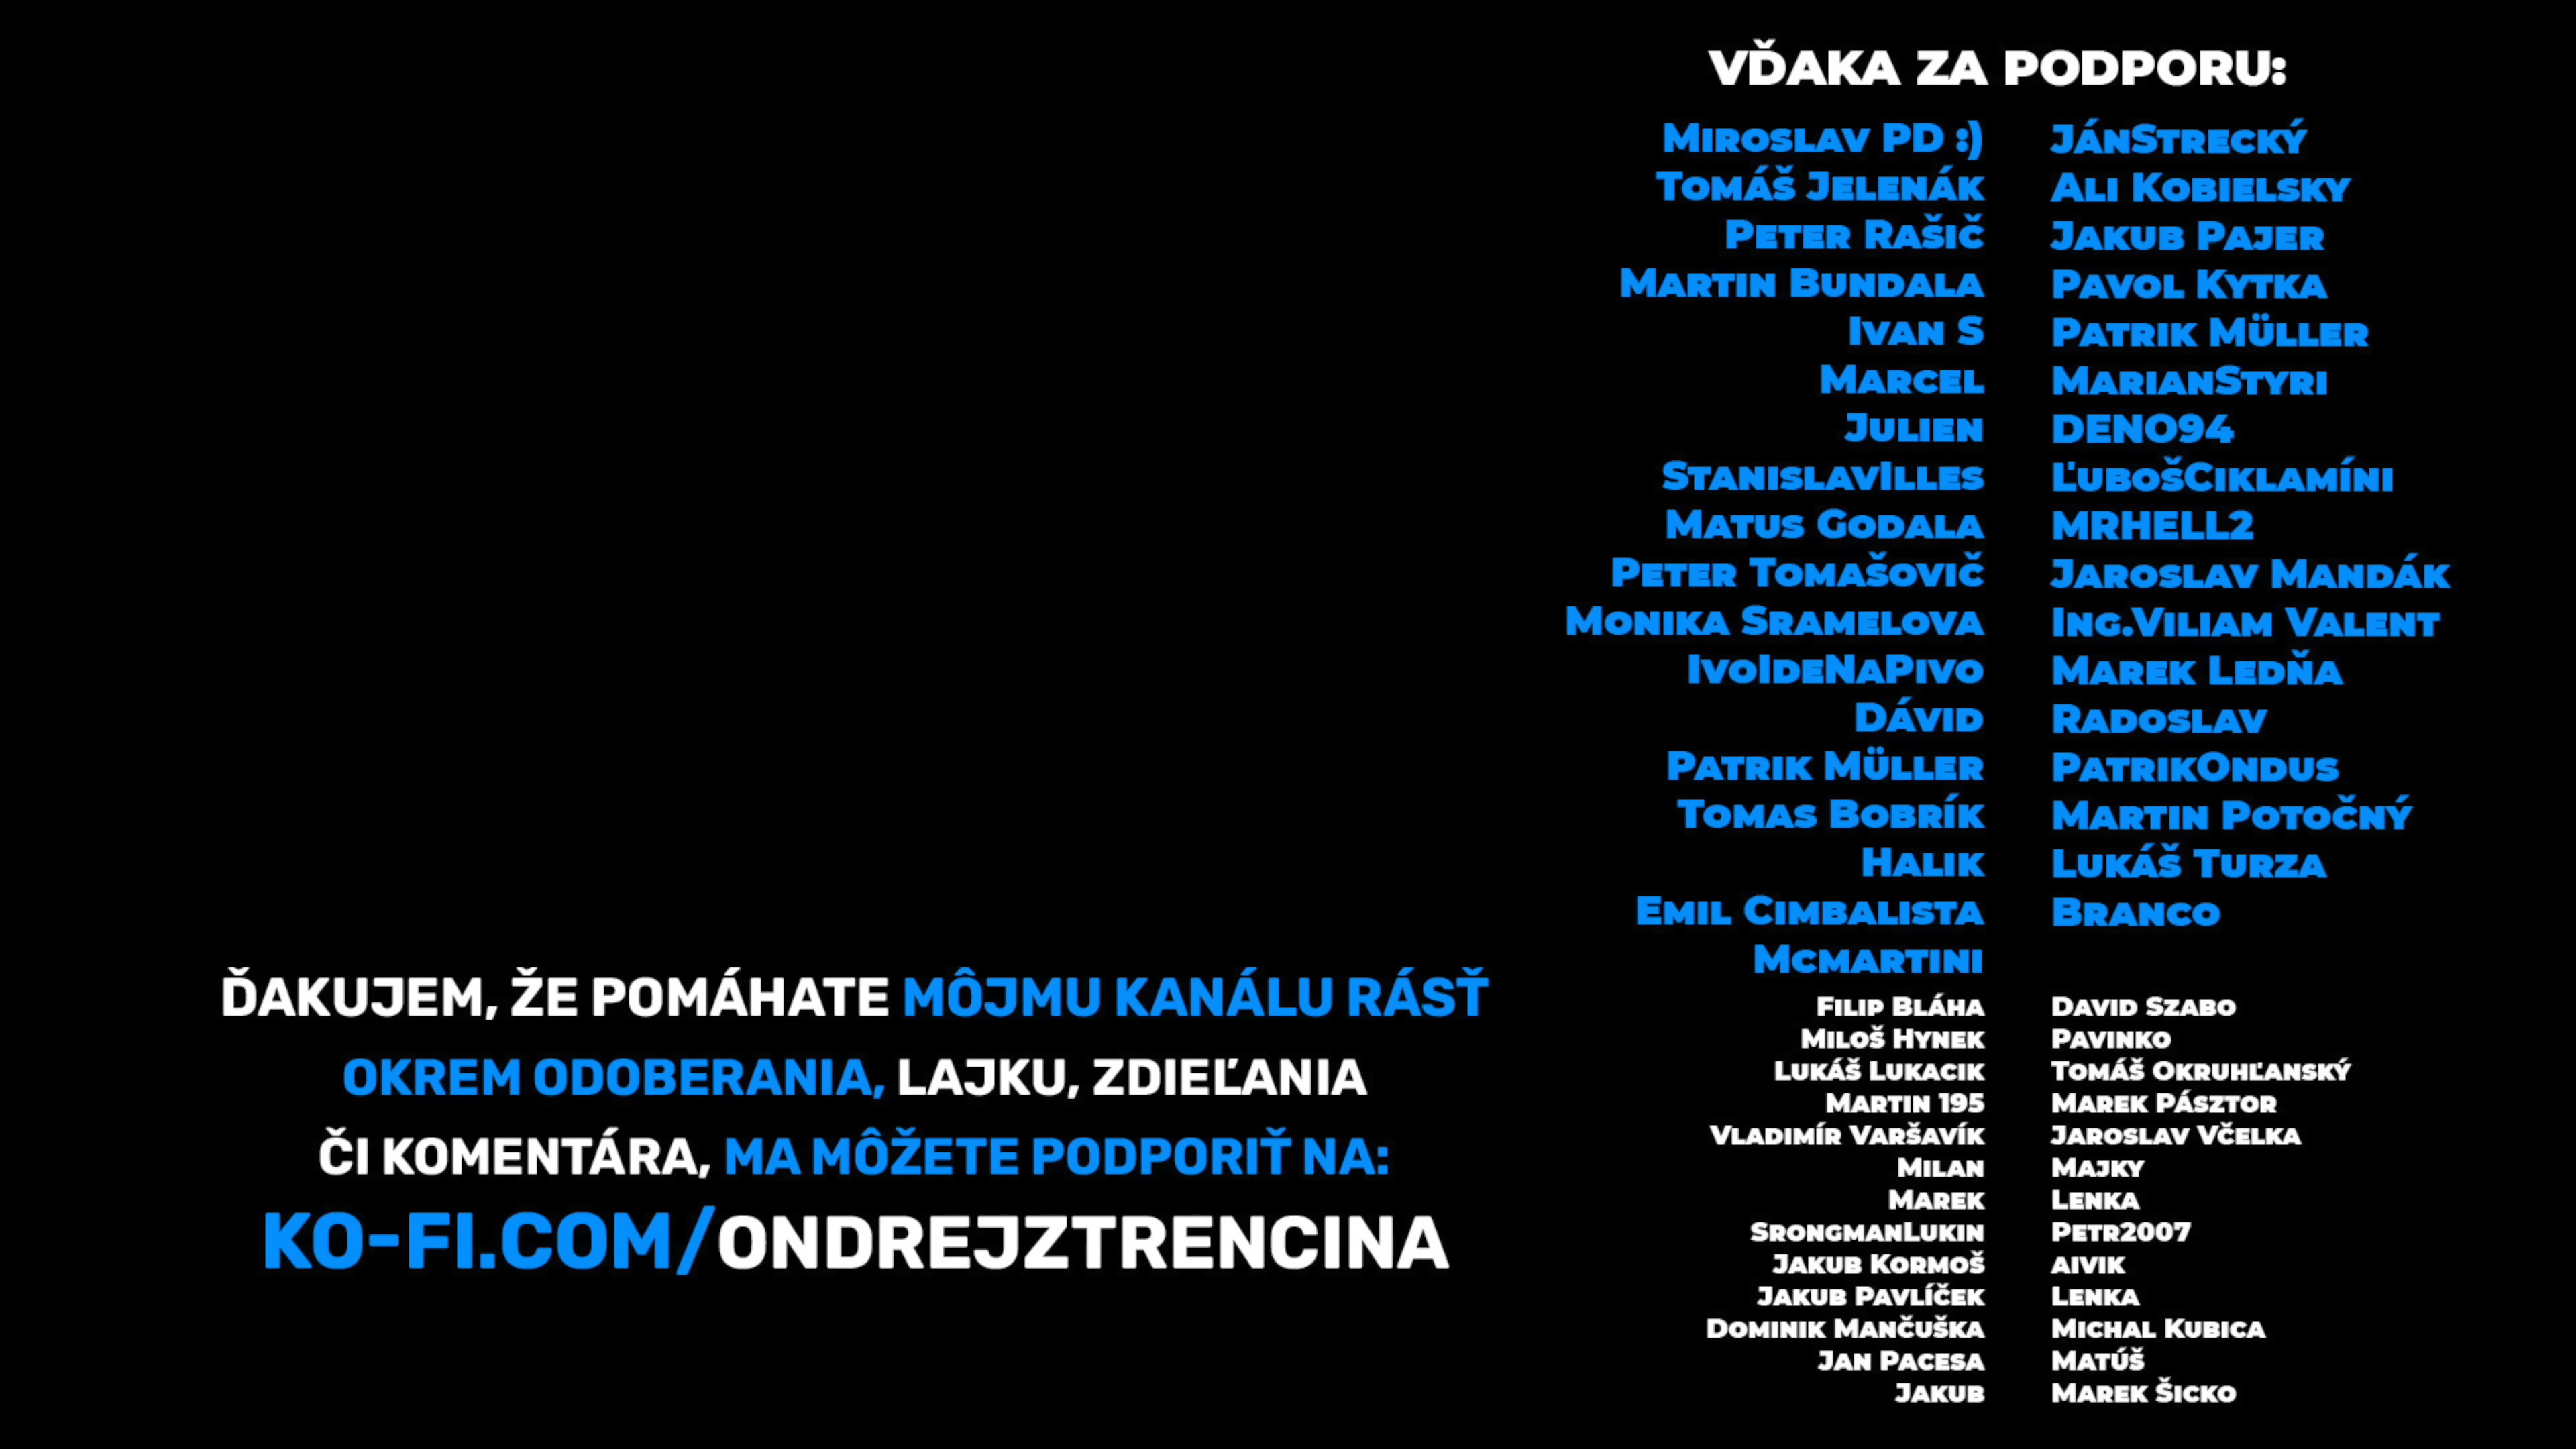 VĎAKA ZA PODPORU:
Miroslav PD :)
Tomáš Jelenák
Peter Rašič
Martin Bundala
Ivan S
Marcel
Julien
StanislavIlles
Matus Godala
Peter Tomašovič
Monika Sramelova
IvoIdeNaPivo
Dávid
Patrik Müller
Tomas Bobrík
Halik
Emil Cimbalista
Mcmartini
JánStrecký
Ali Kobielsky
Jakub Pajer
Pavol Kytka
Patrik Müller
MarianStyri
DENO94
ĽubošCiklamíni
MRHELL2
Jaroslav Mandák
Ing.Viliam Valent
Marek Ledňa
Radoslav
PatrikOndus
Martin Potočný
Lukáš Turza
Branco
Filip Bláha
Miloš Hynek
Lukáš Lukacik
Martin 195
Vladimír Varšavík
Milan
Marek
SrongmanLukin
Jakub Kormoš
Jakub Pavlíček
Dominik Mančuška
Jan Pacesa
Jakub
David Szabo
Pavinko
Tomáš Okruhľanský
Marek Pásztor
Jaroslav Včelka
Majky
Lenka
Petr2007
aivik
Lenka
Michal Kubica
Matúš
Marek Šicko
ĎAKUJEM, ŽE POMÁHATE MÔJMU KANÁLU RÁSŤ
OKREM ODOBERANIA, LAJKU, ZDIEĽANIA
ČI KOMENTÁRA, MA MÔŽETE PODPORIŤ NA:
KO-FI.COM/ONDREJZTRENCINA